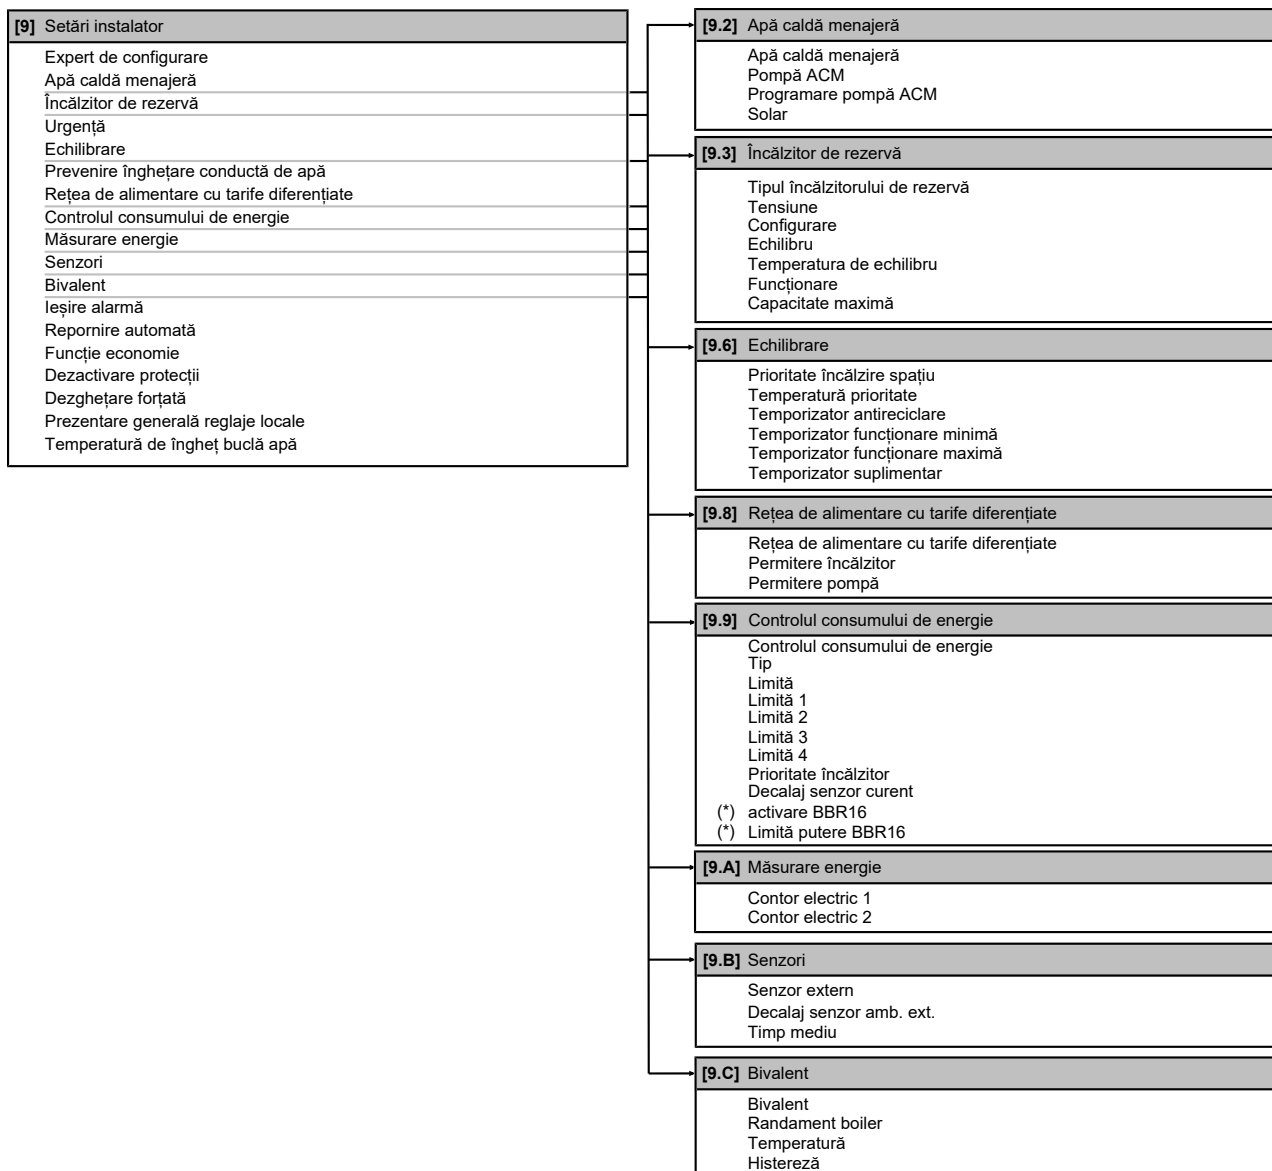 [9] Setări instalator
Expert de configurare
Apă caldă menajeră
Încălzitor de rezervă
Urgență
Echilibrare
Prevenire înghețare conductă de apă
Rețea de alimentare cu tarife diferențiate
Controlul consumului de energie
Măsurare energie
Senzori
Bivalent
Ieșire alarmă
Repornire automată
Funcție economie
Dezactivare protecții
Dezghețare forțată
Prezentare generală reglaje locale
Temperatură de îngheț buclă apă
[9.2] Apă caldă menajeră
Apă caldă menajeră
Pompă ACM
Programare pompă ACM
Solar
[9.3] Încălzitor de rezervă
Tipul încălzitorului de rezervă
Tensiune
Configurare
Echilibru
Temperatura de echilibru
Funcționare
Capacitate maximă
[9.6] Echilibrare
Prioritate încălzire spațiu
Temperatură prioritate
Temporizator antireciclare
Temporizator funcționare minimă
Temporizator funcționare maximă
Temporizator suplimentar
[9.8] Rețea de alimentare cu tarife diferențiate
Rețea de alimentare cu tarife diferențiate
Permitere încălzitor
Permitere pompă
[9.9] Controlul consumului de energie
Controlul consumului de energie
Tip
Limită
Limită 1
Limită 2
Limită 3
Limită 4
Prioritate încălzitor
Decalaj senzor curent
(*) activare BBR16
(*) Limită putere BBR16
[9.A] Măsurare energie
Contor electric 1
Contor electric 2
[9.B] Senzori
Senzor extern
Decalaj senzor amb. ext.
Timp mediu
[9.C] Bivalent
Bivalent
Randament boiler
Temperatură
Histereză